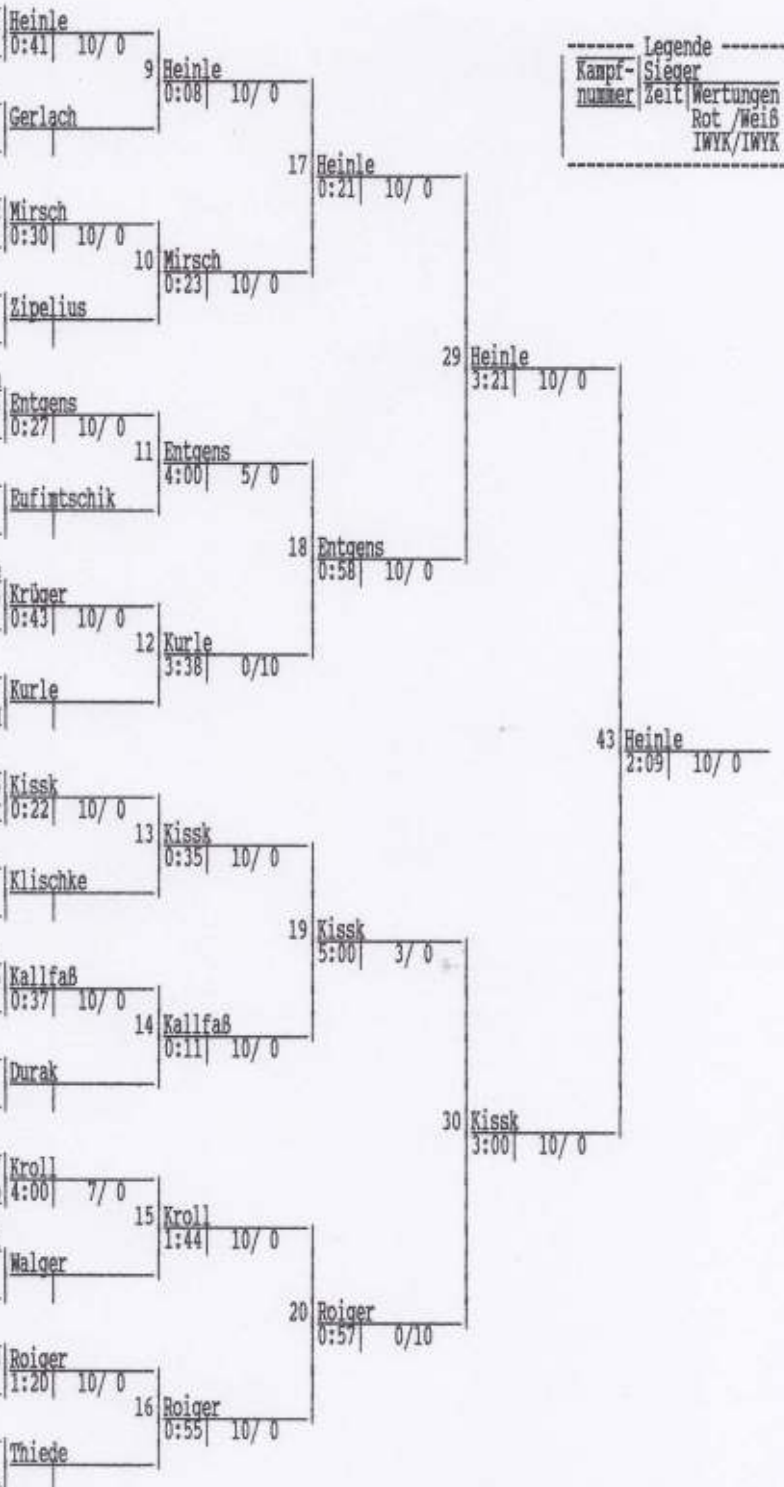 Heinle
0:41 10/ 0
------- Legende -------
9 Heinle
Kampf- Sieger
0:08 10/ 0
nummer Zeit Wertungen
Gerlach
Rot /Weiß
IWYK/IWYK
17 Heinle
0:21 10/ 0
Mirsch
0:30 10/ 0
10 Mirsch
0:23 10/ 0
Zipelius
29 Heinle
3:21 10/ 0
Entgens
0:27 10/ 0
11 Entgens
4:00 5/ 0
Eufimtschik
18 Entgens
0:58 10/ 0
Krüger
0:43 10/ 0
12 Kurle
3:38 0/10
Kurle
43 Heinle
2:09 10/ 0
Kissk
0:22 10/ 0
13 Kissk
0:35 10/ 0
Klischke
19 Kissk
5:00 3/ 0
Kallfaß
0:37 10/ 0
14 Kallfaß
0:11 10/ 0
Durak
30 Kissk
3:00 10/ 0
Kroll
4:00 7/ 0
15 Kroll
1:44 10/ 0
Walger
20 Roiger
0:57 0/10
Roiger
1:20 10/ 0
16 Roiger
0:55 10/ 0
Thiede